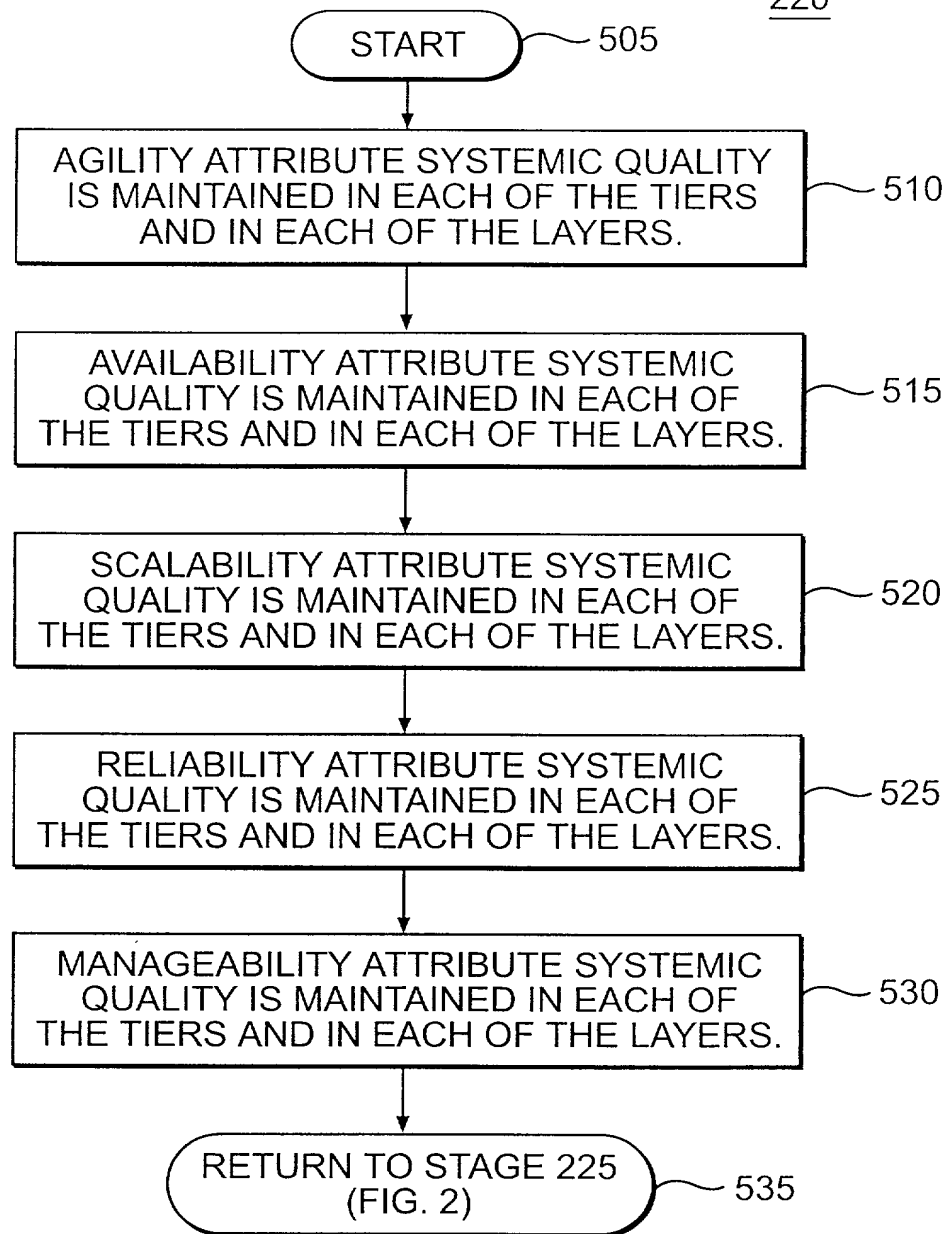 220
START
505
AGILITY ATTRIBUTE SYSTEMIC QUALITY
IS MAINTAINED IN EACH OF THE TIERS
AND IN EACH OF THE LAYERS.
510
AVAILABILITY ATTRIBUTE SYSTEMIC
QUALITY IS MAINTAINED IN EACH OF
THE TIERS AND IN EACH OF THE LAYERS.
515
SCALABILITY ATTRIBUTE SYSTEMIC
QUALITY IS MAINTAINED IN EACH OF
THE TIERS AND IN EACH OF THE LAYERS.
520
RELIABILITY ATTRIBUTE SYSTEMIC
QUALITY IS MAINTAINED IN EACH OF
THE TIERS AND IN EACH OF THE LAYERS.
525
MANAGEABILITY ATTRIBUTE SYSTEMIC
QUALITY IS MAINTAINED IN EACH OF
THE TIERS AND IN EACH OF THE LAYERS.
530
RETURN TO STAGE 225
(FIG. 2)
535